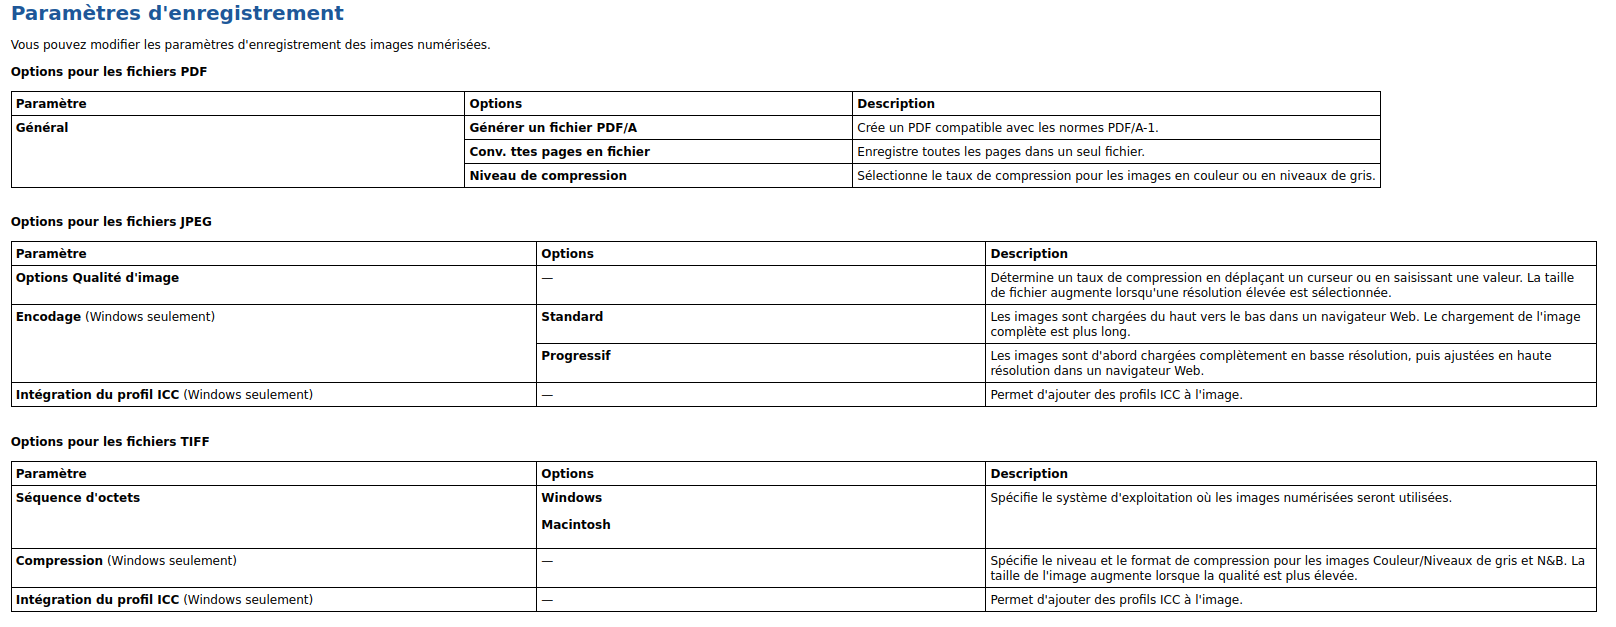 Paramètres d'enregistrement
Vous pouvez modifier les paramètres d'enregistrement des images numérisées.
Options pour les fichiers PDF
Paramètre Options Description
Général Générer un fichier PDF/A Crée un PDF compatible avec les normes PDF/A-1.
Conv. ttes pages en fichier Enregistre toutes les pages dans un seul fichier.
Niveau de compression Sélectionne le taux de compression pour les images en couleur ou en niveaux de gris.
Options pour les fichiers JPEG
Paramètre Options Description
Options Qualité d'image — Détermine un taux de compression en déplaçant un curseur ou en saisissant une valeur. La taille
de fichier augmente lorsqu'une résolution élevée est sélectionnée.
Encodage (Windows seulement) Standard Les images sont chargées du haut vers le bas dans un navigateur Web. Le chargement de l'image
complète est plus long.
Progressif Les images sont d'abord chargées complètement en basse résolution, puis ajustées en haute
résolution dans un navigateur Web.
Intégration du profil ICC (Windows seulement) — Permet d'ajouter des profils ICC à l'image.
Options pour les fichiers TIFF
Paramètre Options Description
Séquence d'octets Windows Spécifie le système d'exploitation où les images numérisées seront utilisées.
Macintosh
Compression (Windows seulement) — Spécifie le niveau et le format de compression pour les images Couleur/Niveaux de gris et N&B. La
taille de l'image augmente lorsque la qualité est plus élevée.
Intégration du profil ICC (Windows seulement) — Permet d'ajouter des profils ICC à l'image.